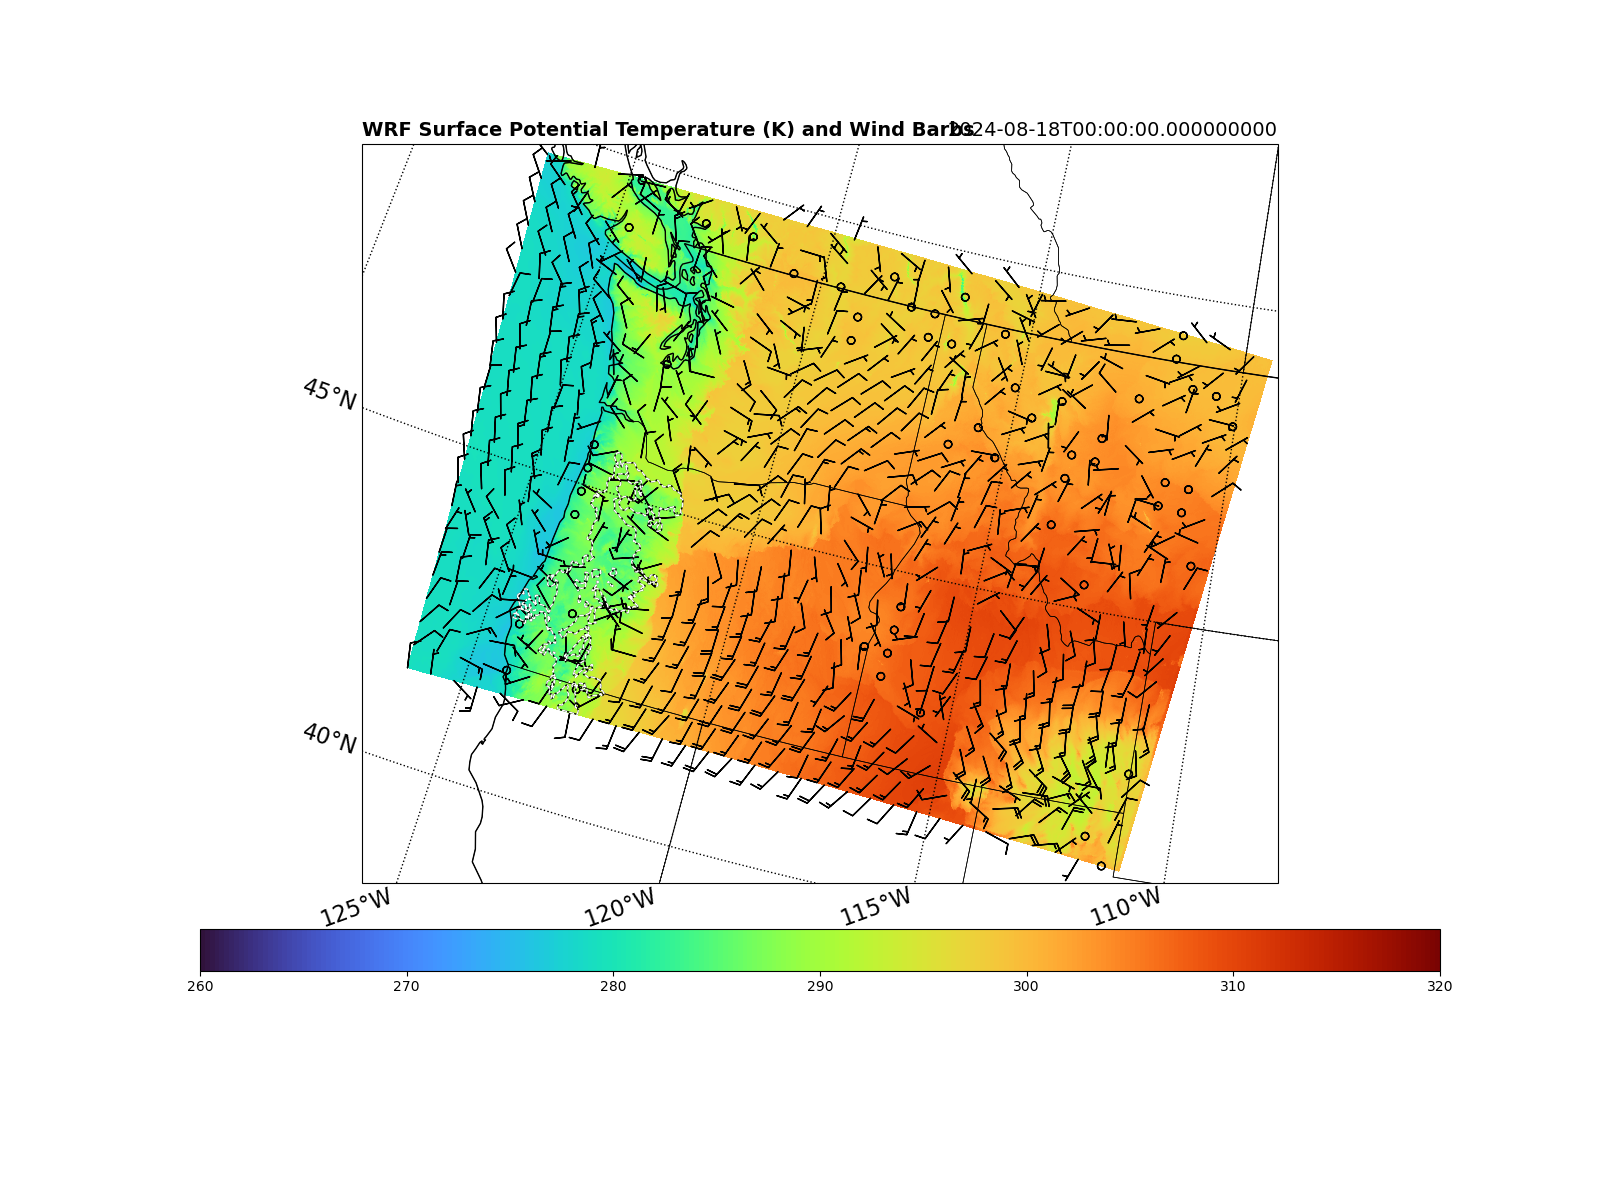 WRF Surface Potential Temperature (K) and Wind Barbs
2024-08-18T00:00:00.000000000
45°N
40°N
125°W 120°W 115°W 110°W
260 270 280 290 300 310 320